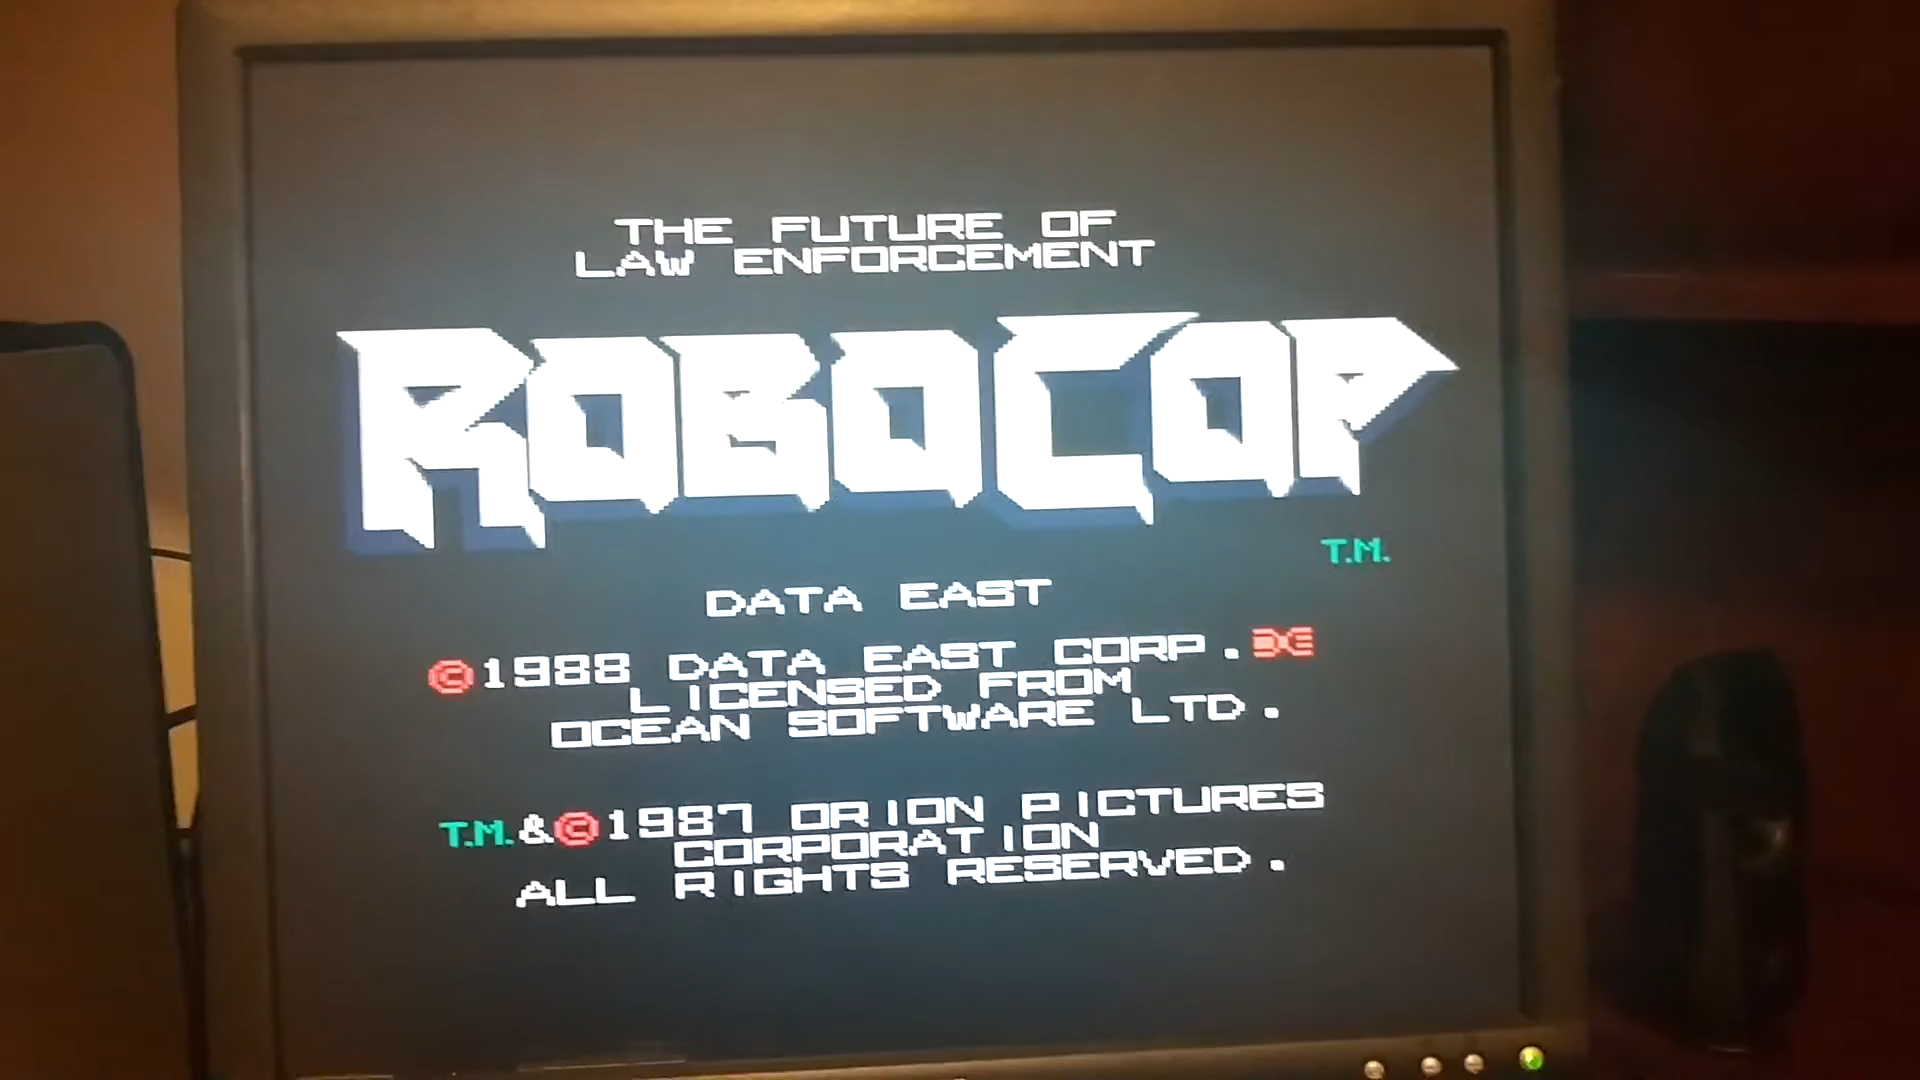 THE FUTURE OF
LAW ENFORCEMENT
ROBOCOP
T.M.
DATA EAST
©1988 DATA EAST CORP. DE
LICENSED FROM
OCEAN SOFTWARE LTD.
T.M.&©1987 ORION PICTURES
CORPORATION
ALL RIGHTS RESERVED.